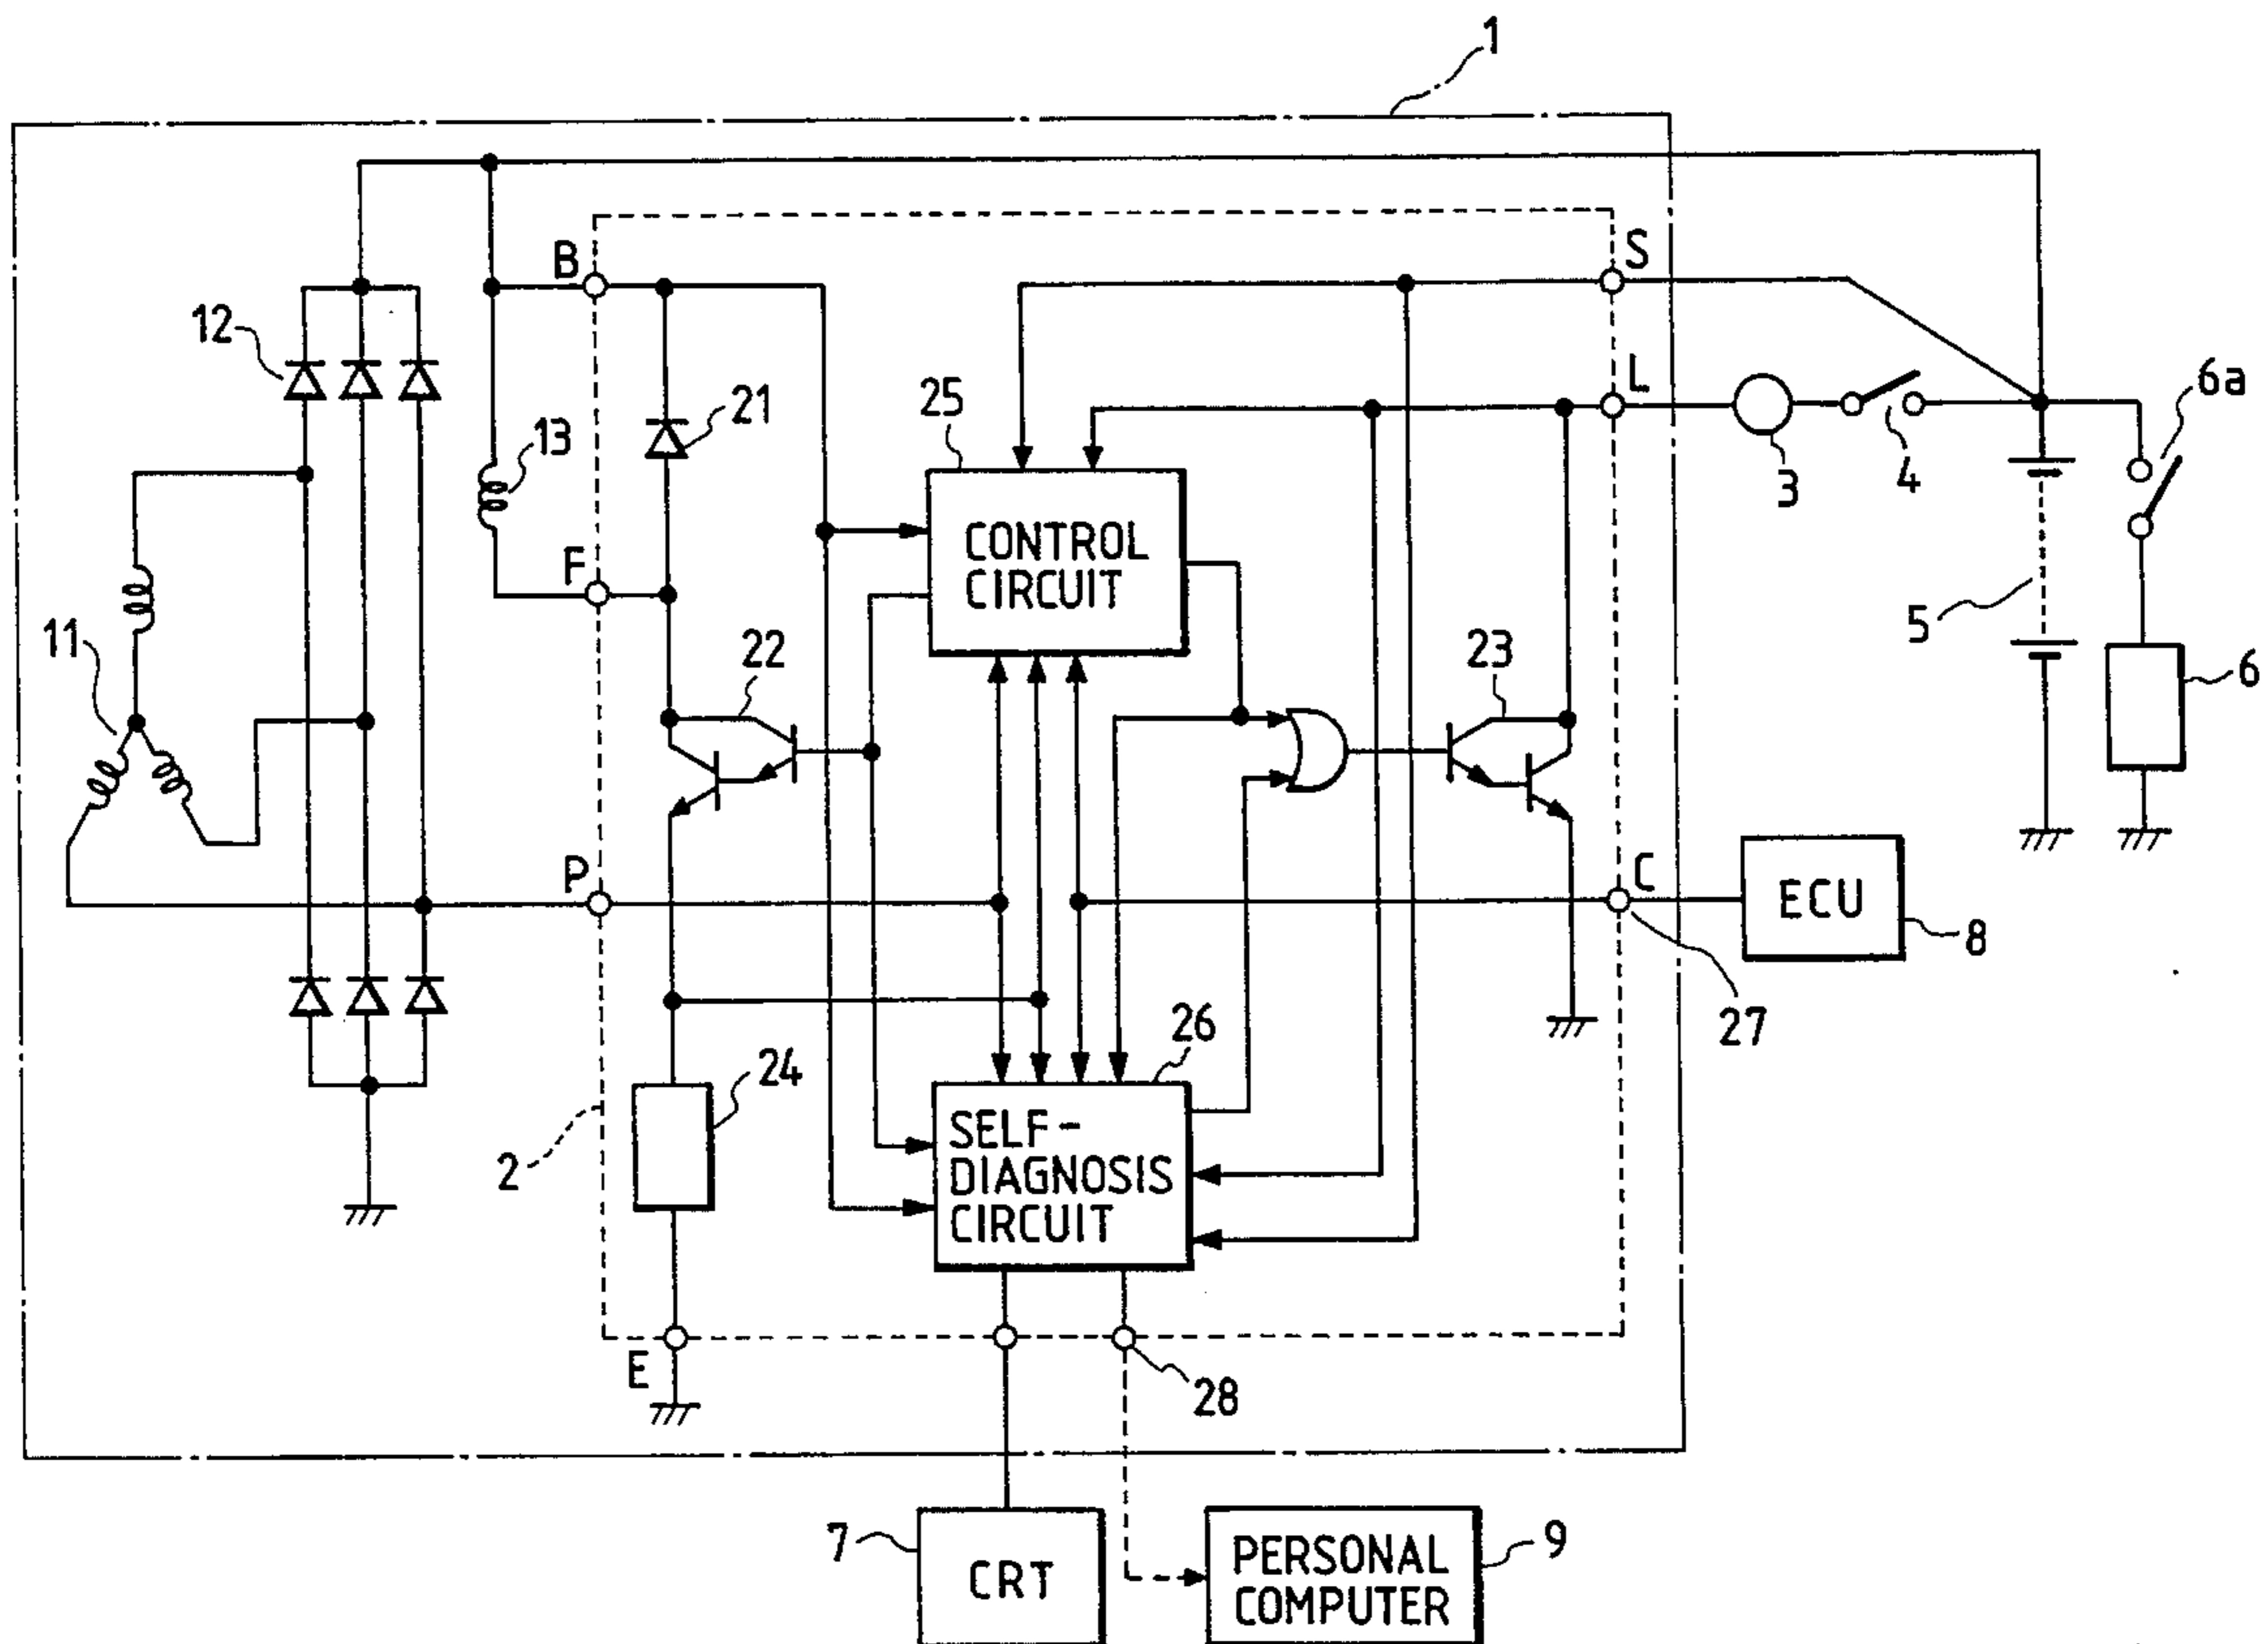 1
B
S
12
L
6a
21
25
13
3
4
CONTROL
CIRCUIT
F
5
11
22
23
6
P
C
ECU
8
27
26
24
SELF-
DIAGNOSIS
CIRCUIT
2
E
28
7
CRT
PERSONAL
COMPUTER
9